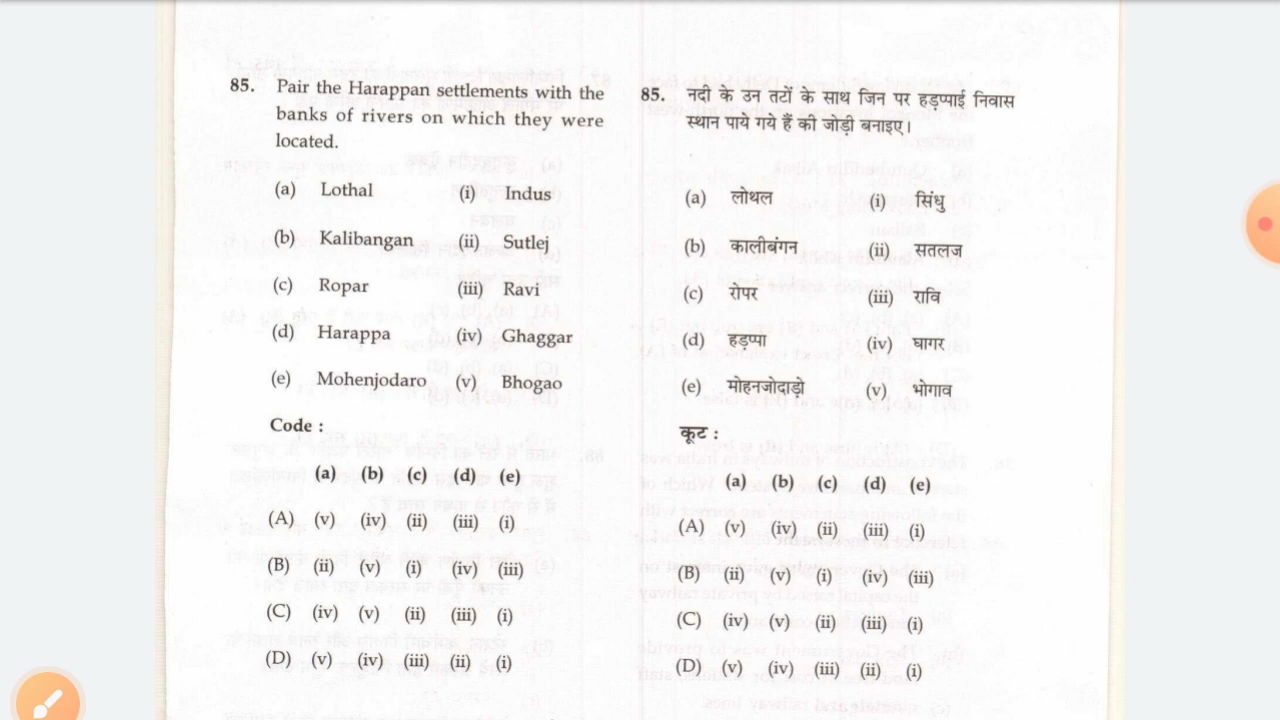 85. Pair the Harappan settlements with the
banks of rivers on which they were
located.
(a) Lothal (i) Indus
(b) Kalibangan (ii) Sutlej
(c) Ropar (iii) Ravi
(d) Harappa (iv) Ghaggar
(e) Mohenjodaro (v) Bhogao
Code :
(a) (b) (c) (d) (e)
(A) (v) (iv) (ii) (iii) (i)
(B) (ii) (v) (i) (iv) (iii)
(C) (iv) (v) (ii) (iii) (i)
(D) (v) (iv) (iii) (ii) (i)
85. नदी के उन तटों के साथ जिन पर हड़प्पाई निवास
स्थान पाये गये हैं की जोड़ी बनाइए।
(a) लोथल (i) सिंधु
(b) कालीबंगन (ii) सतलज
(c) रोपर (iii) रावि
(d) हड़प्पा (iv) घागर
(e) मोहनजोदाड़ो (v) भोगाव
कूट :
(a) (b) (c) (d) (e)
(A) (v) (iv) (ii) (iii) (i)
(B) (ii) (v) (i) (iv) (iii)
(C) (iv) (v) (ii) (iii) (i)
(D) (v) (iv) (iii) (ii) (i)